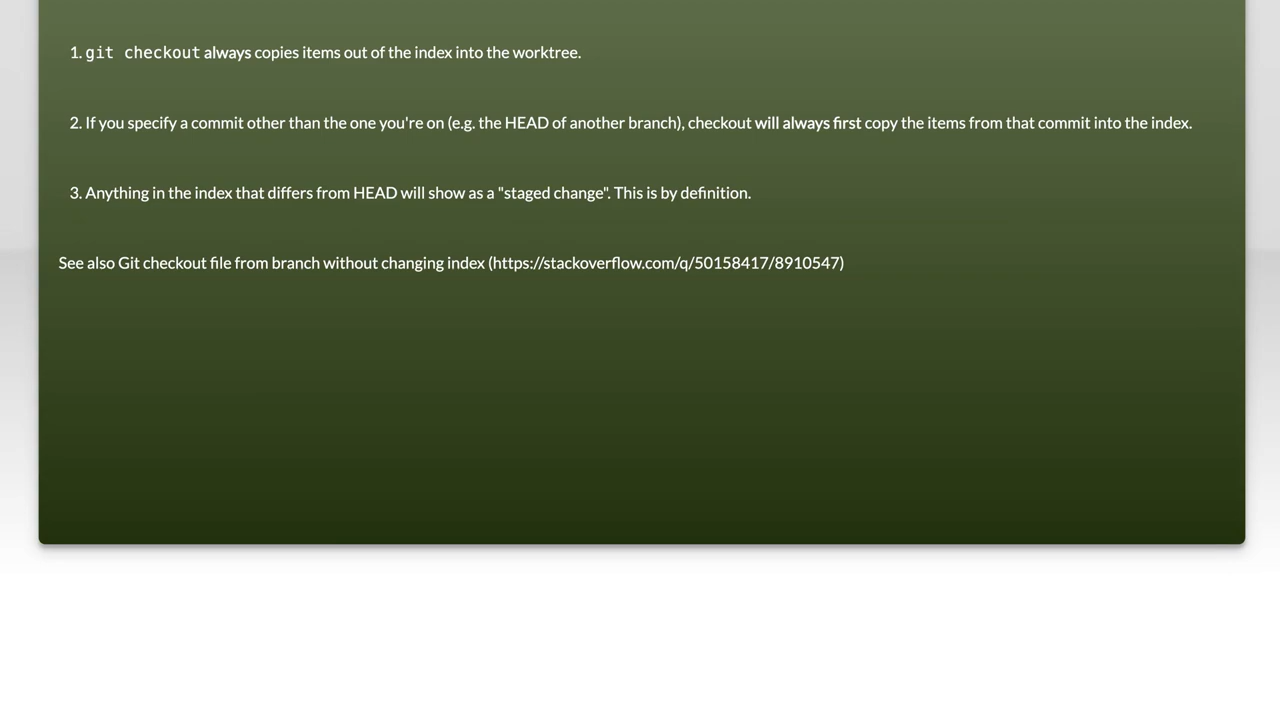 1. git checkout always copies items out of the index into the worktree.
2. If you specify a commit other than the one you're on (e.g. the HEAD of another branch), checkout will always first copy the items from that commit into the index.
3. Anything in the index that differs from HEAD will show as a "staged change". This is by definition.
See also Git checkout file from branch without changing index (https://stackoverflow.com/q/50158417/8910547)